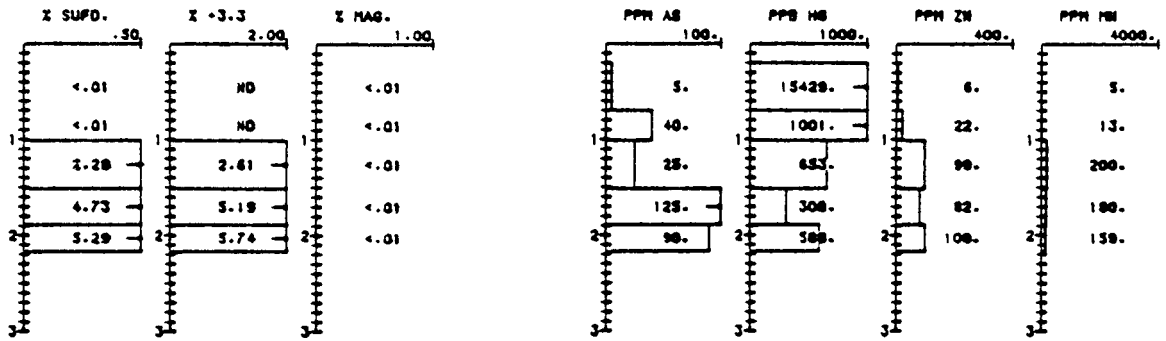 % SUFD. % +3.3 % MAG. PPM AS PPB HG PPM ZN PPM MN
.50 2.00 1.00 100. 1000. 400. 4000.
<.01 ND <.01 5. 15429. 6. 5.
<.01 ND <.01 40. 1001. 22. 13.
1 1 1 1 1 1 1
2.28 2.61 <.01 25. 653. 99. 200.
4.73 5.19 <.01 125. 308. 82. 180.
2 2 2 2 2 2 2
5.29 5.74 <.01 90. 588. 100. 159.
3 3 3 3 3 3 3